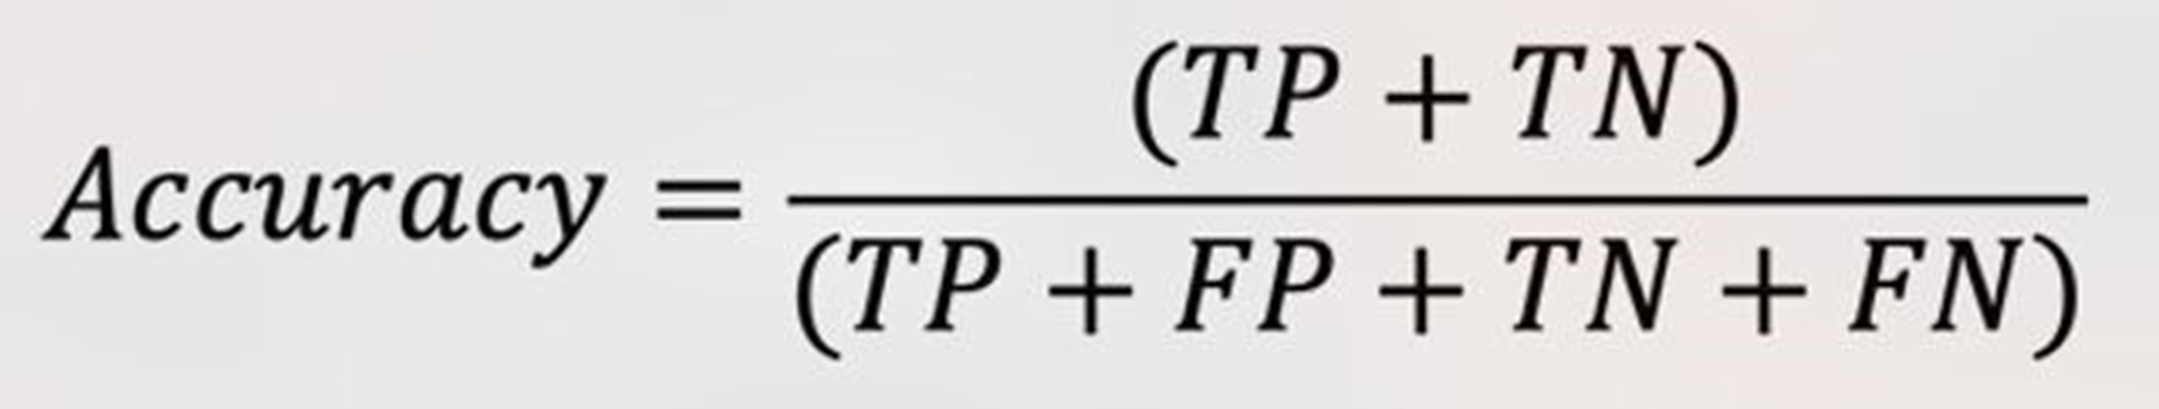 Accuracy = (TP + TN) / (TP + FP + TN + FN)